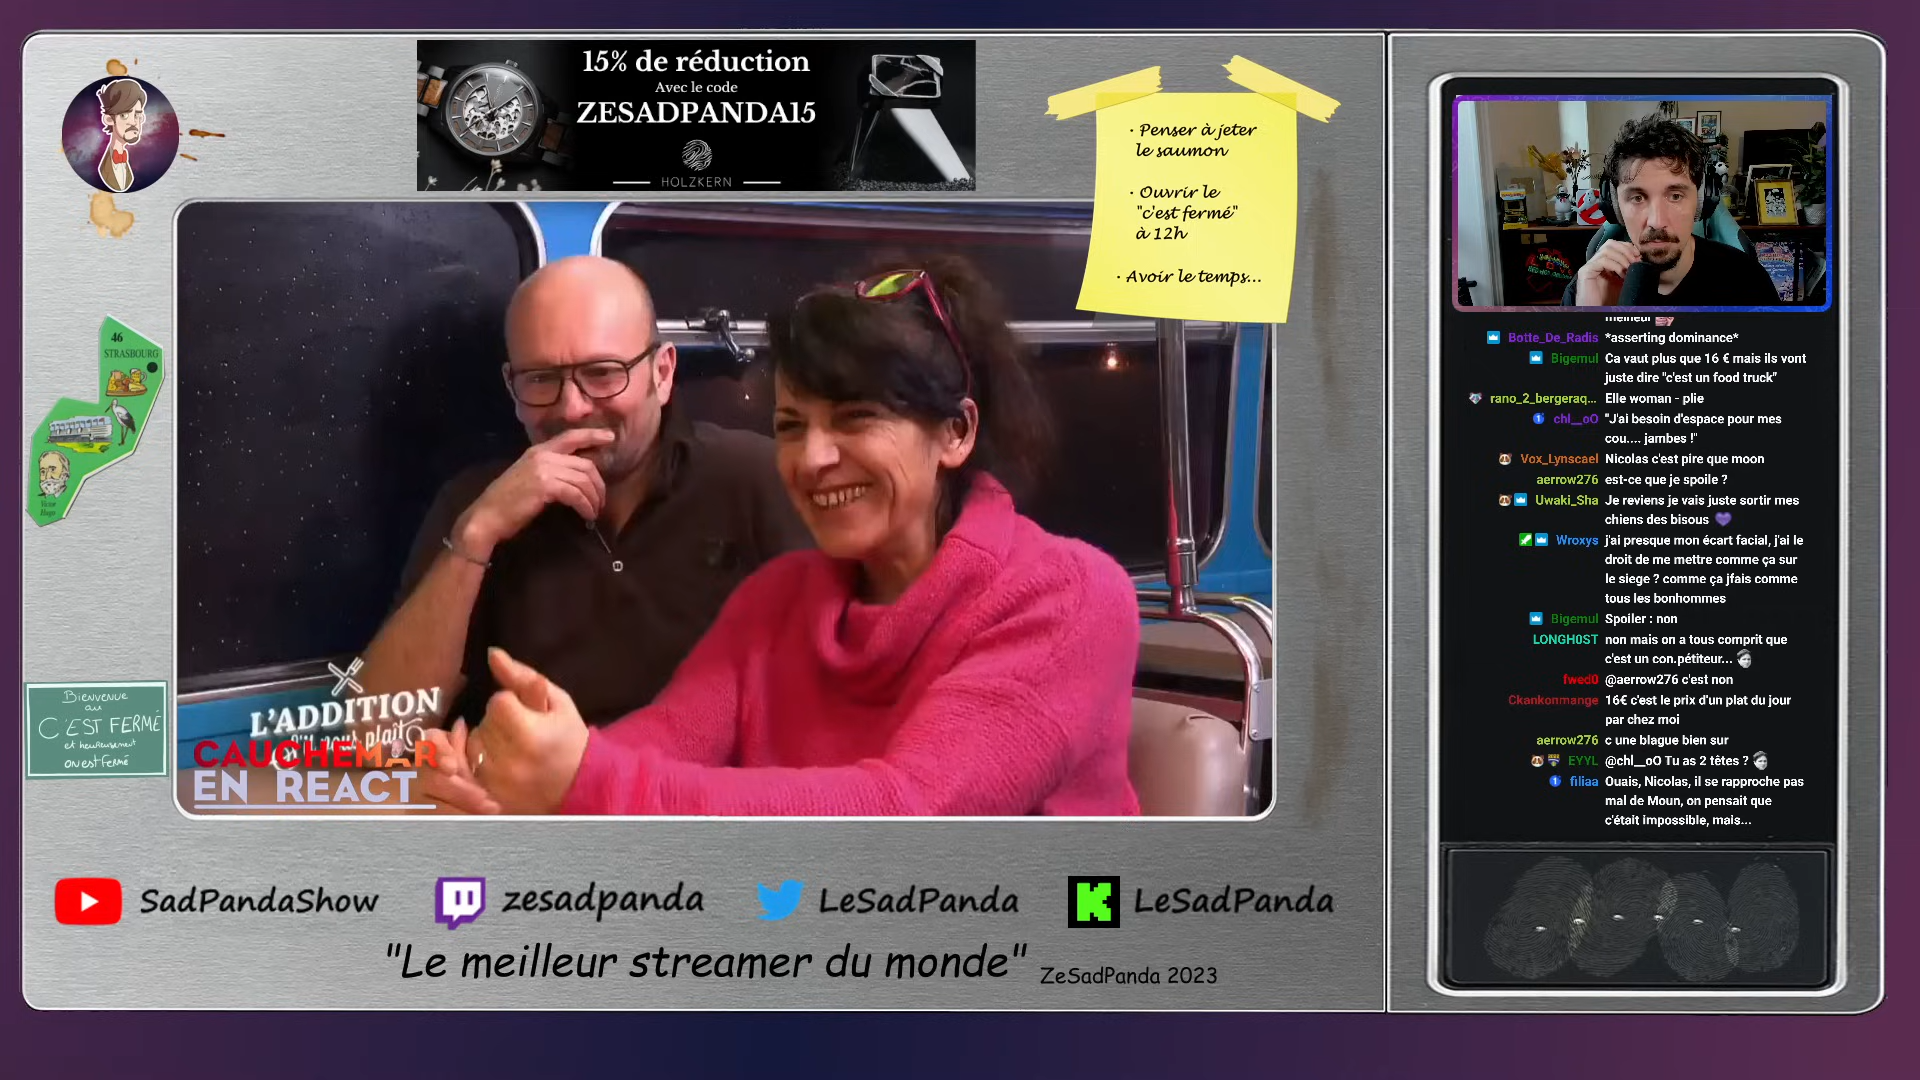 15% de réduction
Avec le code
ZESADPANDA15
HOLZKERN
· Penser à jeter
le saumon
· Ouvrir le
"c'est fermé"
à 12h
· Avoir le temps...
46
STRASBOURG
Victor
Hugo
Bienvenue
au
C'EST FERMÉ
et heureusement
on est fermé
L'ADDITION
s'il vous plaît
CAUCHEMAR
EN REACT
SadPandaShow
zesadpanda
LeSadPanda
LeSadPanda
"Le meilleur streamer du monde"
ZeSadPanda 2023
meilleur
Botte_De_Radis *asserting dominance*
Bigemul Ca vaut plus que 16 € mais ils vont
juste dire "c'est un food truck"
rano_2_bergeraq... Elle woman - plie
chl__oO "J'ai besoin d'espace pour mes
cou.... jambes !"
Vox_Lynscael Nicolas c'est pire que moon
aerrow276 est-ce que je spoile ?
Uwaki_Sha Je reviens je vais juste sortir mes
chiens des bisous
Wroxys j'ai presque mon écart facial, j'ai le
droit de me mettre comme ça sur
le siege ? comme ça jfais comme
tous les bonhommes
Bigemul Spoiler : non
LONGH0ST non mais on a tous comprit que
c'est un con.pétiteur...
fwed0 @aerrow276 c'est non
Ckankonmange 16€ c'est le prix d'un plat du jour
par chez moi
aerrow276 c une blague bien sur
EYYL @chl__oO Tu as 2 têtes ?
filiaa Ouais, Nicolas, il se rapproche pas
mal de Moun, on pensait que
c'était impossible, mais...